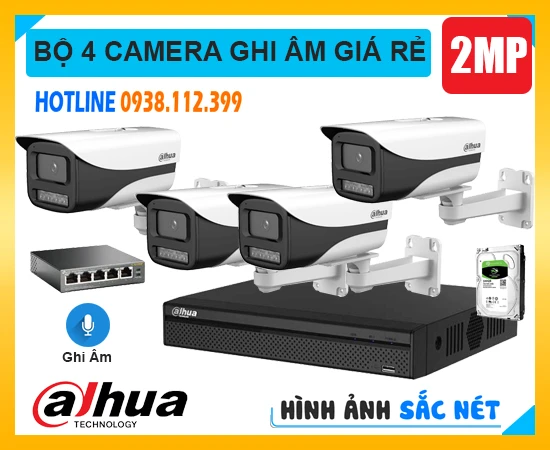 BỘ 4 CAMERA GHI ÂM GIÁ RẺ
2MP
HOTLINE 0938.112.399
alhua
alhua
alhua
alhua
alhua
Ghi Âm
alhua
TECHNOLOGY
HÌNH ẢNH SẮC NÉT